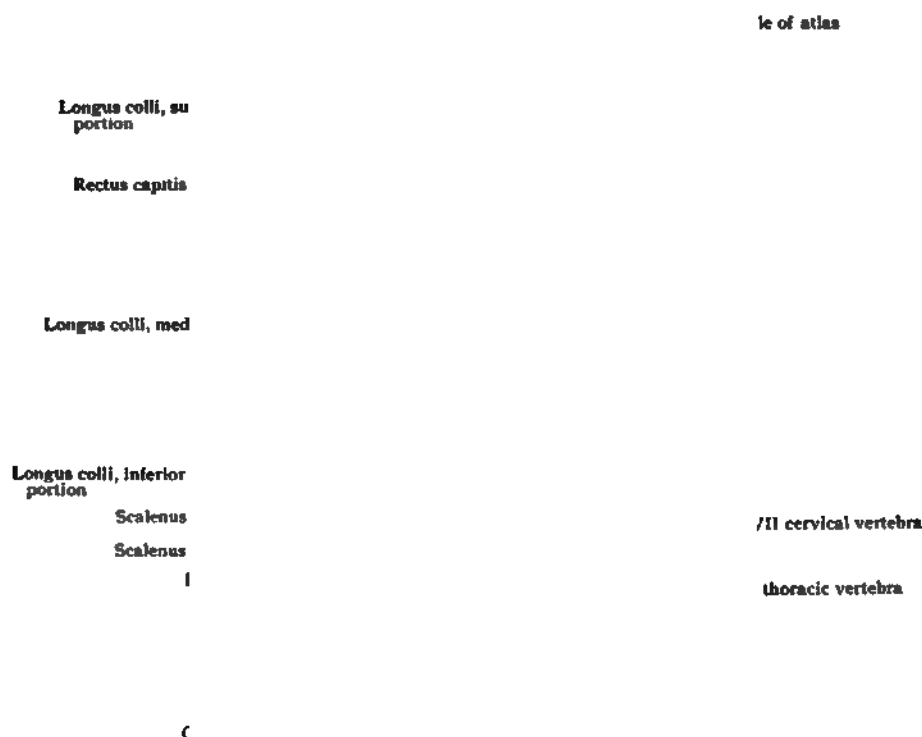 le of atlas
Longus colli, su
portion
Rectus capitis
Longus colli, med
Longus colli, inferior
portion
Scalenus
/II cervical vertebra
Scalenus
thoracic vertebra